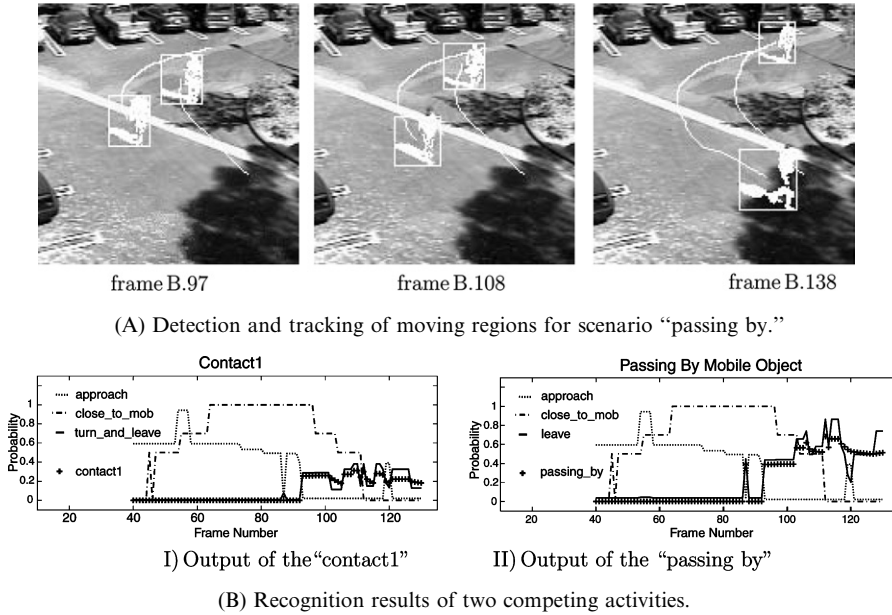 frame B.97
frame B.108
frame B.138
(A) Detection and tracking of moving regions for scenario “passing by.”
Contact1
Probability
1
0.8
0.6
0.4
0.2
0
approach
close_to_mob
turn_and_leave
contact1
20 40 60 80 100 120
Frame Number
I) Output of the“contact1”
Passing By Mobile Object
Probability
1
0.8
0.6
0.4
0.2
0
approach
close_to_mob
leave
passing_by
20 40 60 80 100 120
Frame Number
II) Output of the “passing by”
(B) Recognition results of two competing activities.